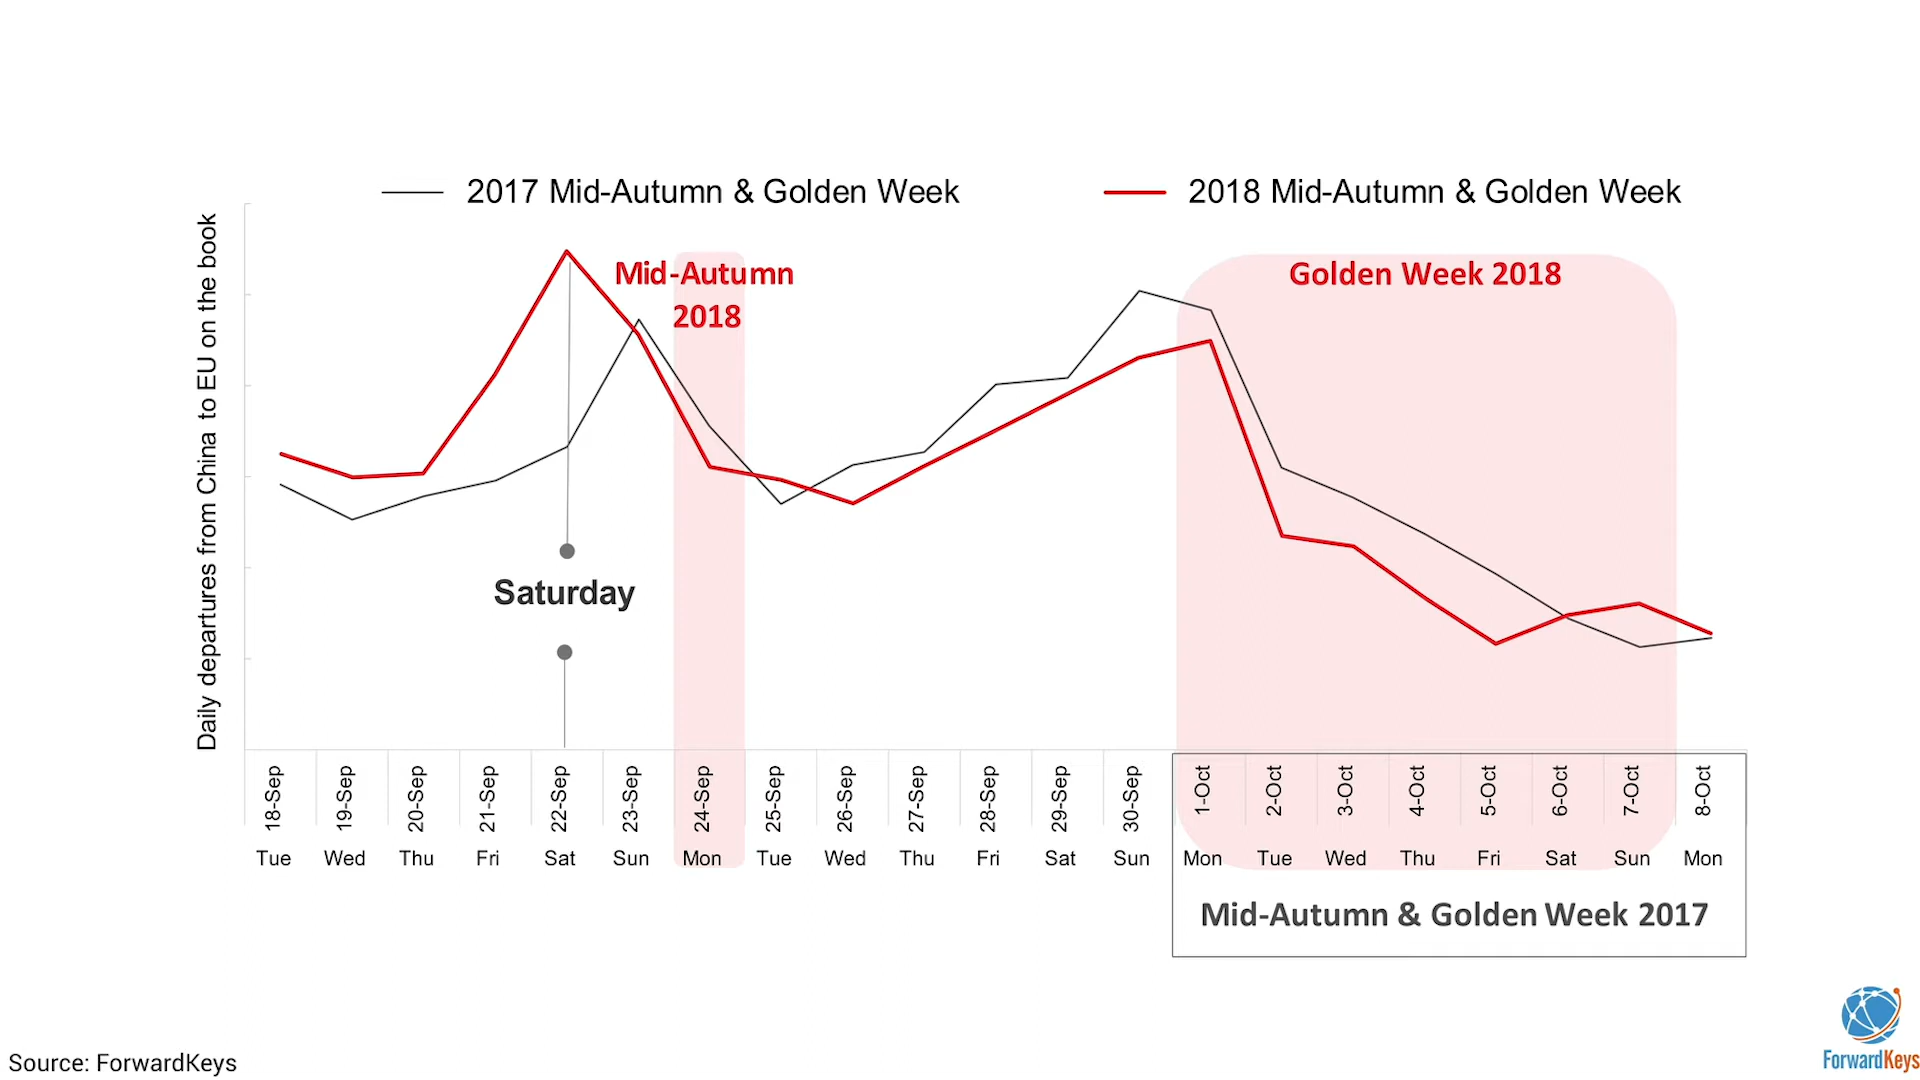 2017 Mid-Autumn & Golden Week
2018 Mid-Autumn & Golden Week
Daily departures from China to EU on the book
Mid-Autumn
2018
Golden Week 2018
Saturday
18-Sep 19-Sep 20-Sep 21-Sep 22-Sep 23-Sep 24-Sep 25-Sep 26-Sep 27-Sep 28-Sep 29-Sep 30-Sep 1-Oct 2-Oct 3-Oct 4-Oct 5-Oct 6-Oct 7-Oct 8-Oct
Tue Wed Thu Fri Sat Sun Mon Tue Wed Thu Fri Sat Sun Mon Tue Wed Thu Fri Sat Sun Mon
Mid-Autumn & Golden Week 2017
ForwardKeys
Source: ForwardKeys